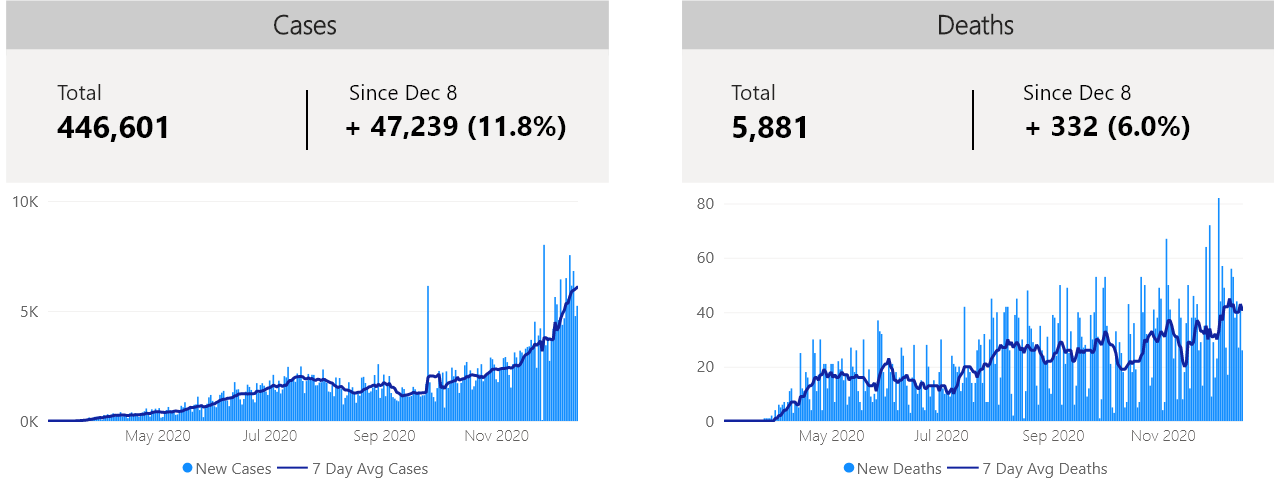 Cases
Total
446,601
Since Dec 8
+ 47,239 (11.8%)
10K
5K
0K
May 2020
Jul 2020
Sep 2020
Nov 2020
New Cases
7 Day Avg Cases
Deaths
Total
5,881
Since Dec 8
+ 332 (6.0%)
80
60
40
20
0
May 2020
Jul 2020
Sep 2020
Nov 2020
New Deaths
7 Day Avg Deaths